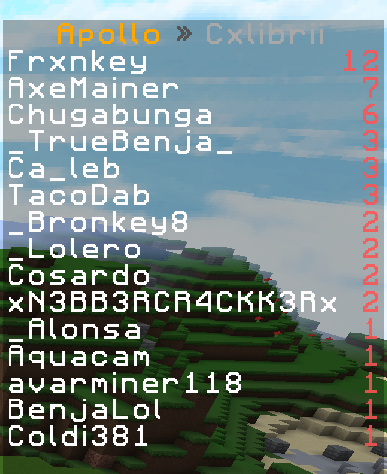 Apollo » Cxlibrii
Frxnkey 12
AxeMainer 7
Chugabunga 6
_TrueBenja_ 3
Ca_leb 3
TacoDab 3
_Bronkey8 2
_Lolero 2
Cosardo 2
xN3BB3RCR4CKK3Rx 2
_Alonsa 1
Aquacam 1
avarminer118 1
BenjaLol 1
Coldi381 1